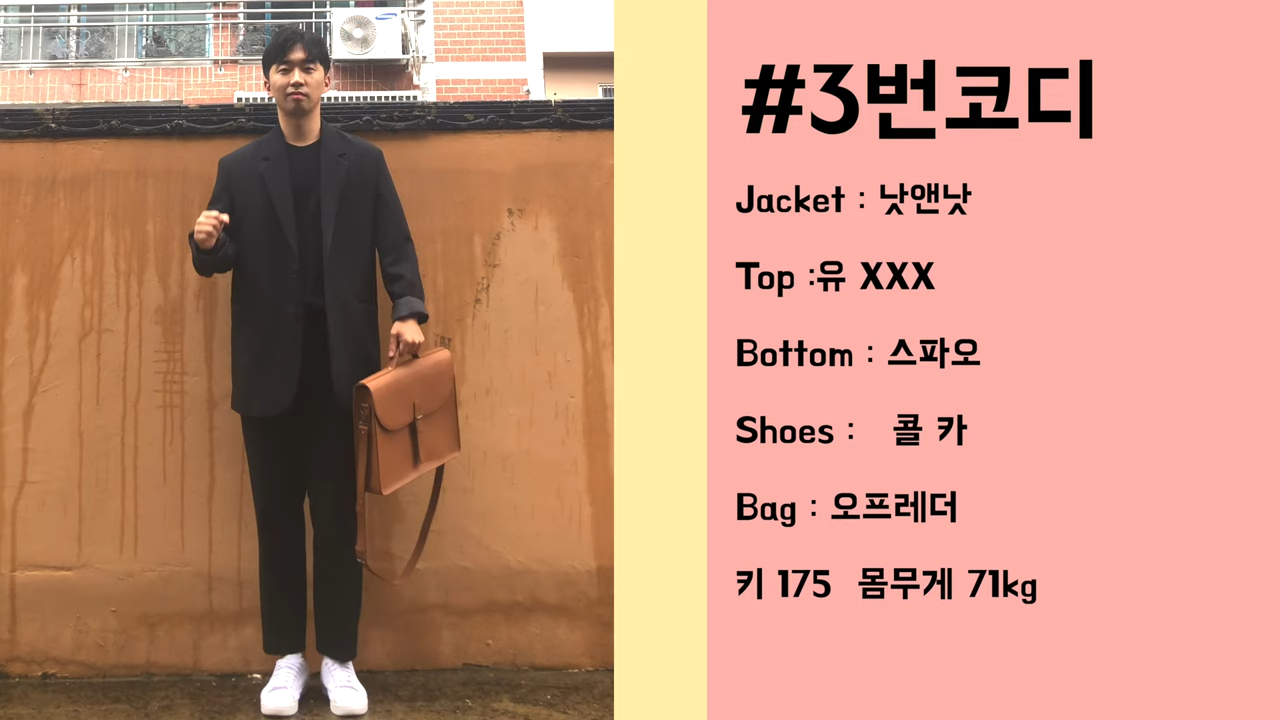 #3번코디
Jacket : 낫앤낫
Top :유 XXX
Bottom : 스파오
Shoes : 콜 카
Bag : 오프레더
키 175 몸무게 71kg